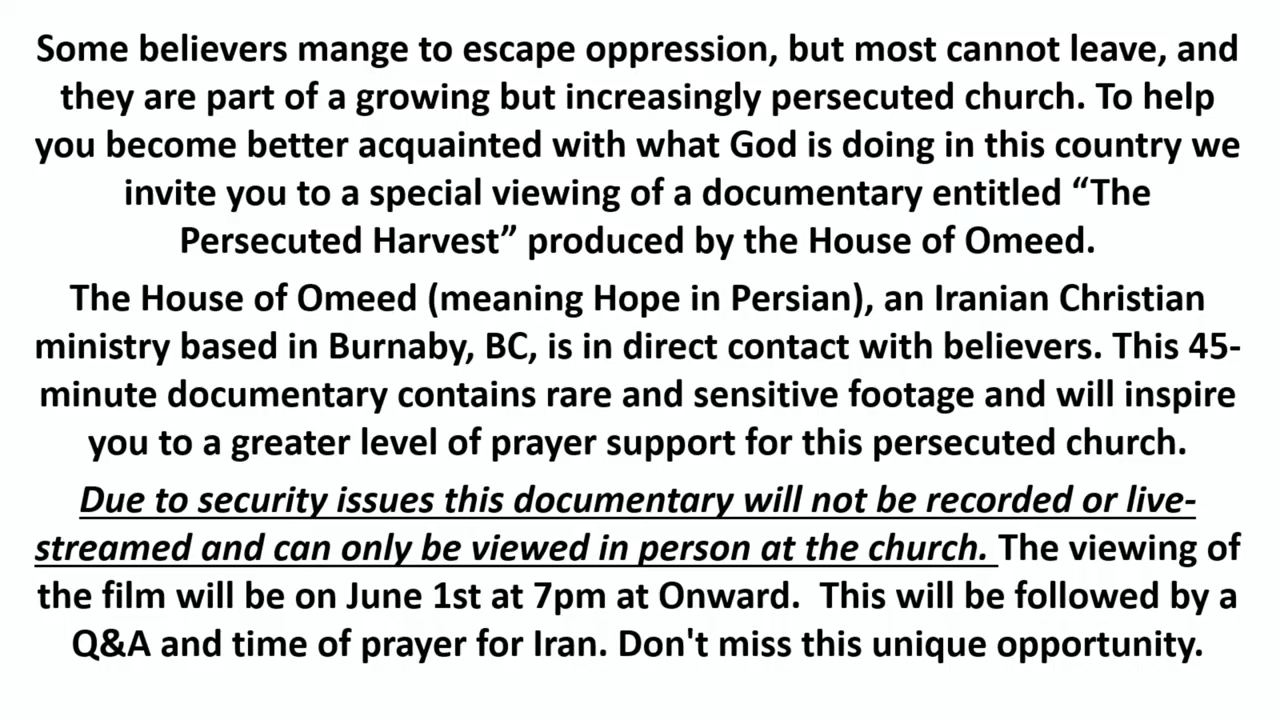 Some believers mange to escape oppression, but most cannot leave, and
they are part of a growing but increasingly persecuted church. To help
you become better acquainted with what God is doing in this country we
invite you to a special viewing of a documentary entitled “The
Persecuted Harvest” produced by the House of Omeed.
The House of Omeed (meaning Hope in Persian), an Iranian Christian
ministry based in Burnaby, BC, is in direct contact with believers. This 45-
minute documentary contains rare and sensitive footage and will inspire
you to a greater level of prayer support for this persecuted church.
Due to security issues this documentary will not be recorded or live-
streamed and can only be viewed in person at the church. The viewing of
the film will be on June 1st at 7pm at Onward.  This will be followed by a
Q&A and time of prayer for Iran. Don't miss this unique opportunity.